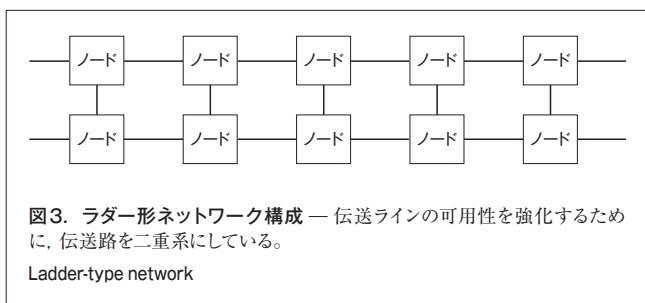 ノード ノード ノード ノード ノード
ノード ノード ノード ノード ノード
図3. ラダー形ネットワーク構成 — 伝送ラインの可用性を強化するため
に，伝送路を二重系にしている。
Ladder-type network